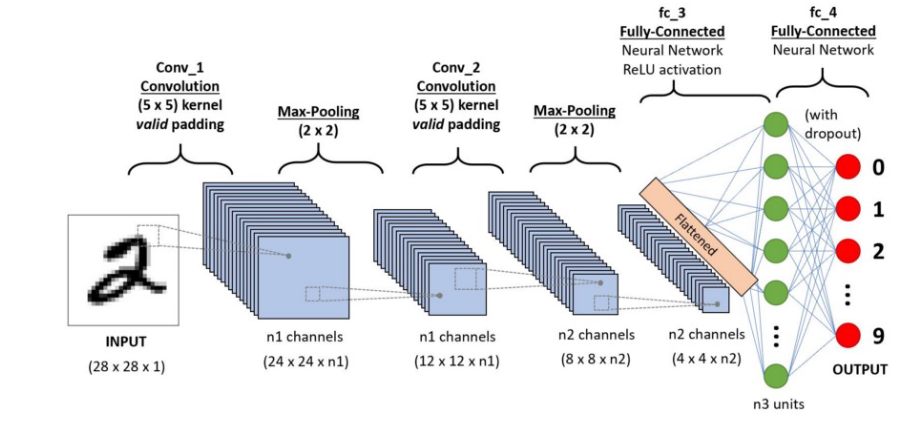 Conv_1
Convolution
(5 x 5) kernel
valid padding
Max-Pooling
(2 x 2)
Conv_2
Convolution
(5 x 5) kernel
valid padding
Max-Pooling
(2 x 2)
fc_3
Fully-Connected
Neural Network
ReLU activation
fc_4
Fully-Connected
Neural Network
(with
dropout)
2
Flattened
0
1
2
9
OUTPUT
INPUT
(28 x 28 x 1)
n1 channels
(24 x 24 x n1)
n1 channels
(12 x 12 x n1)
n2 channels
(8 x 8 x n2)
n2 channels
(4 x 4 x n2)
n3 units